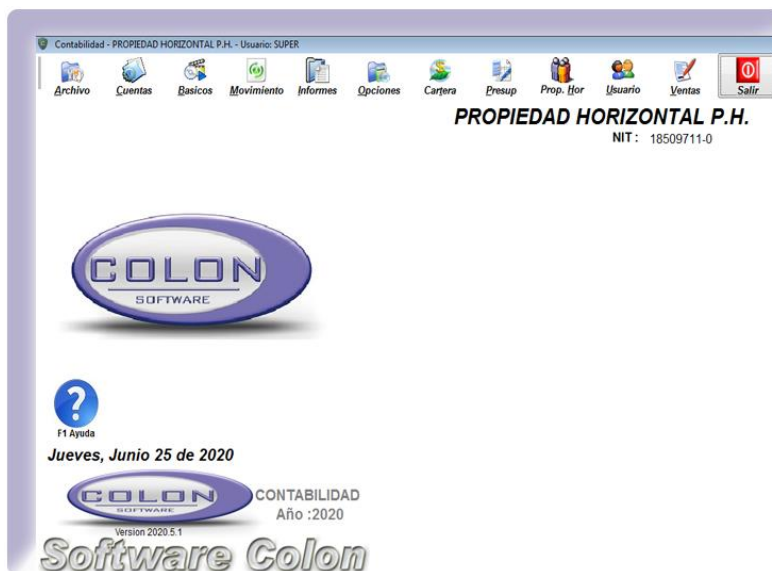 Contabilidad - PROPIEDAD HORIZONTAL P.H. - Usuario: SUPER
Archivo Cuentas Basicos Movimiento Informes Opciones Cartera Presup Prop. Hor Usuario Ventas Salir
PROPIEDAD HORIZONTAL P.H.
NIT : 18509711-0
COLON
SOFTWARE
F1 Ayuda
Jueves, Junio 25 de 2020
COLON
SOFTWARE
CONTABILIDAD
Año :2020
Version 2020.5.1
Software Colon